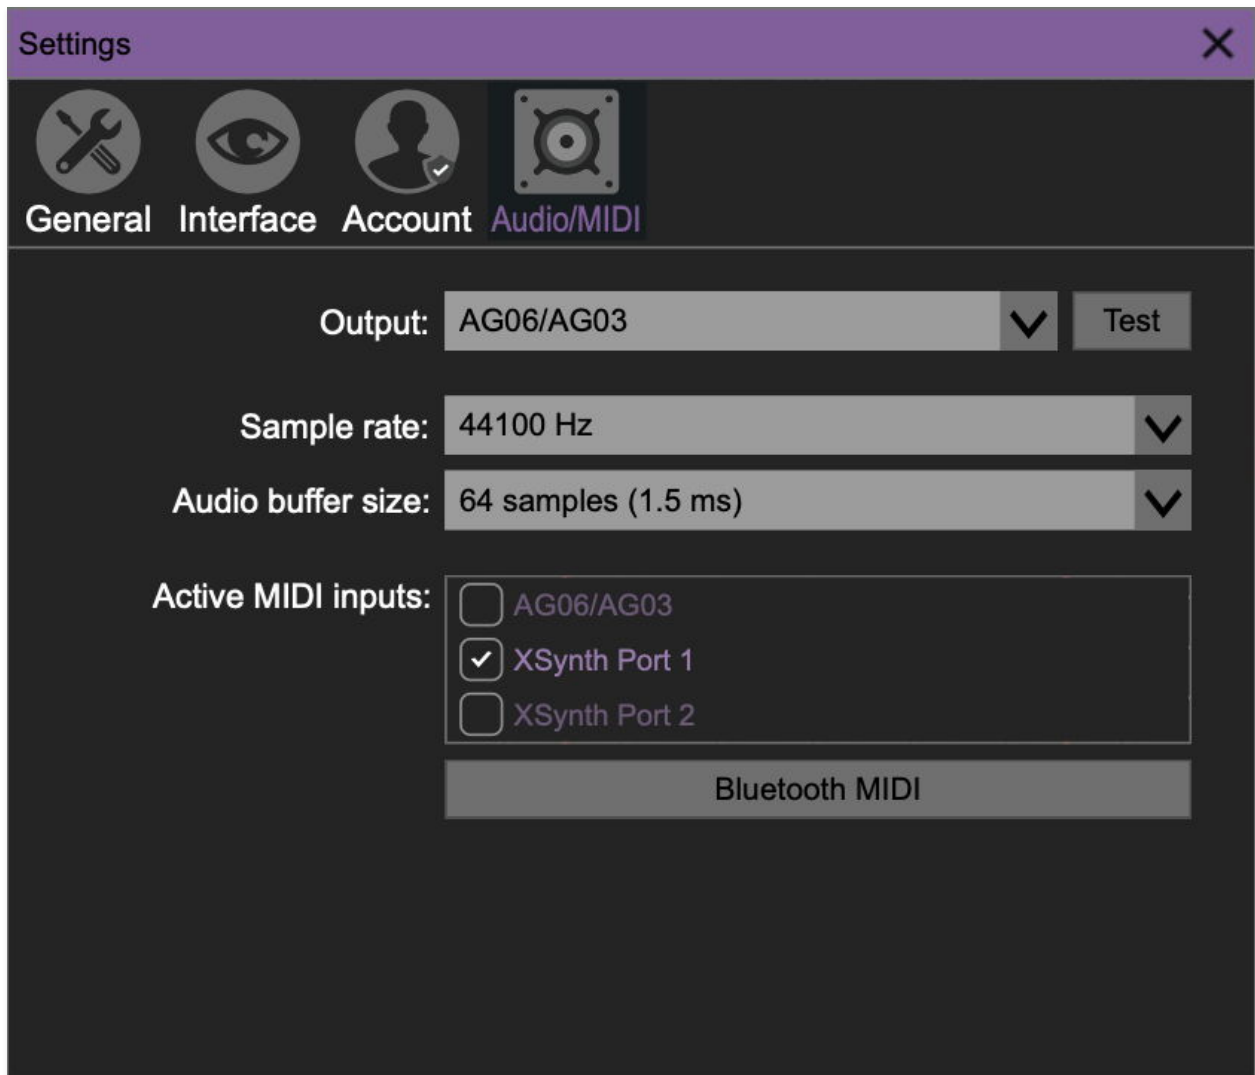 Settings
General Interface Account Audio/MIDI
Output: AG06/AG03 Test
Sample rate: 44100 Hz
Audio buffer size: 64 samples (1.5 ms)
Active MIDI inputs: AG06/AG03
XSynth Port 1
XSynth Port 2
Bluetooth MIDI